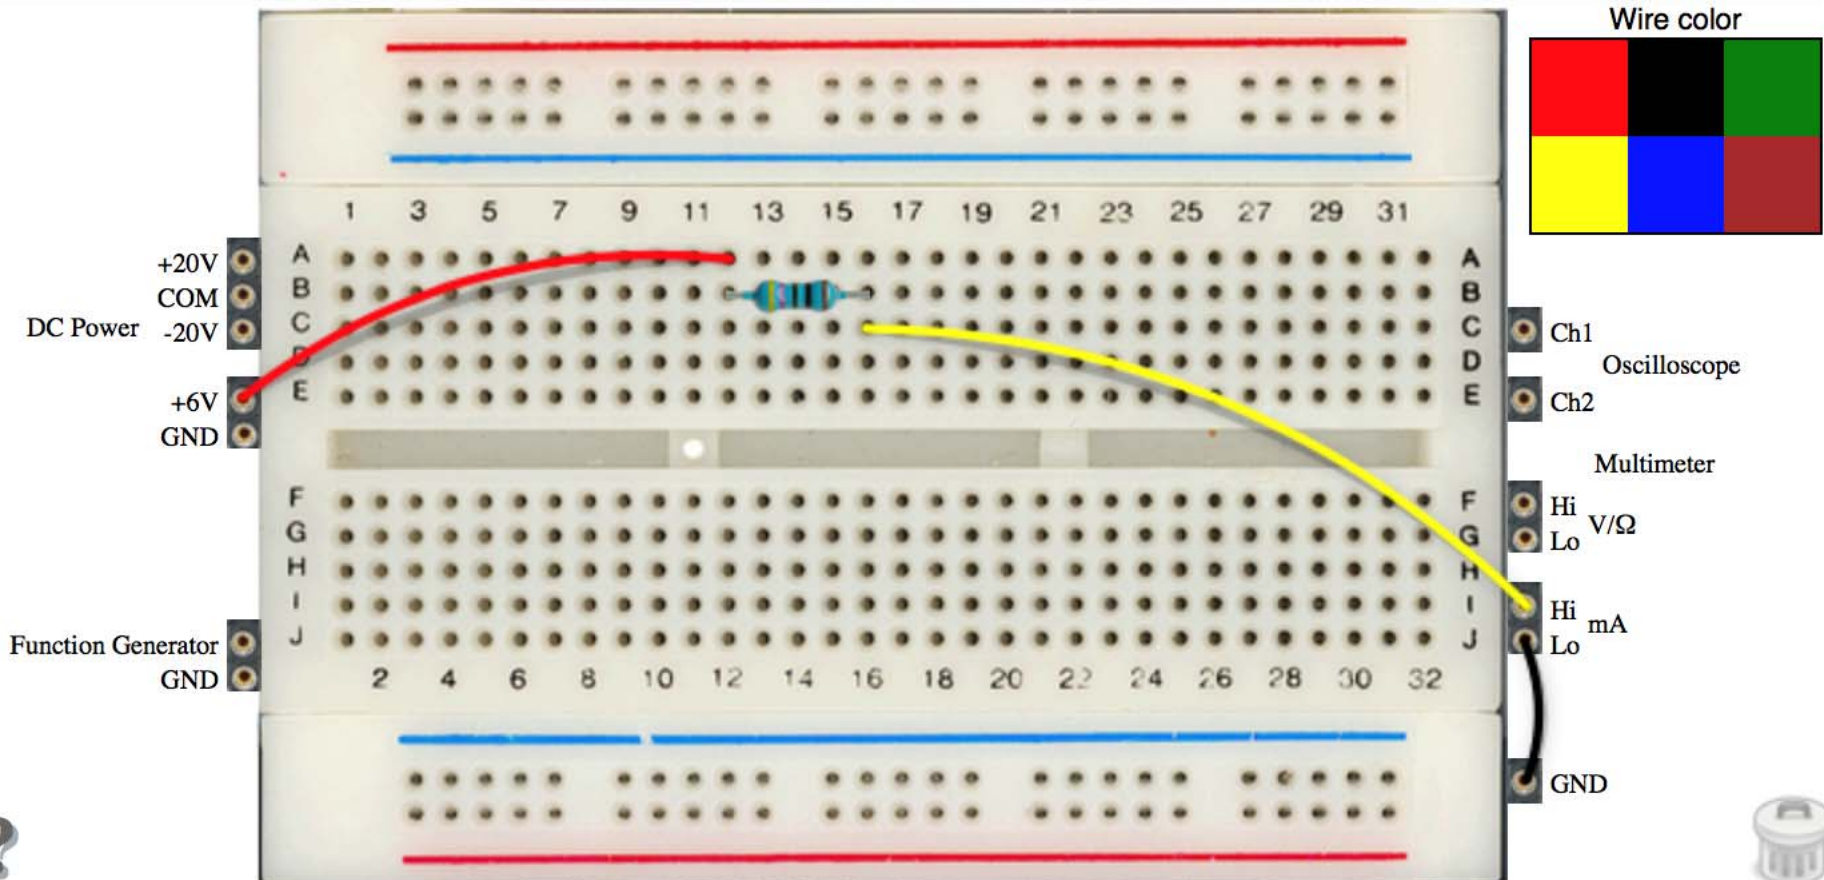 Wire color
1 3 5 7 9 11 13 15 17 19 21 23 25 27 29 31
A A
B B
C C
D D
E E
+20V
COM
DC Power -20V
+6V
GND
Ch1
Oscilloscope
Ch2
Multimeter
F F
G G
H H
I I
J J
Hi
V/Ω
Lo
Hi
mA
Lo
Function Generator
GND
2 4 6 8 10 12 14 16 18 20 22 24 26 28 30 32
GND
?